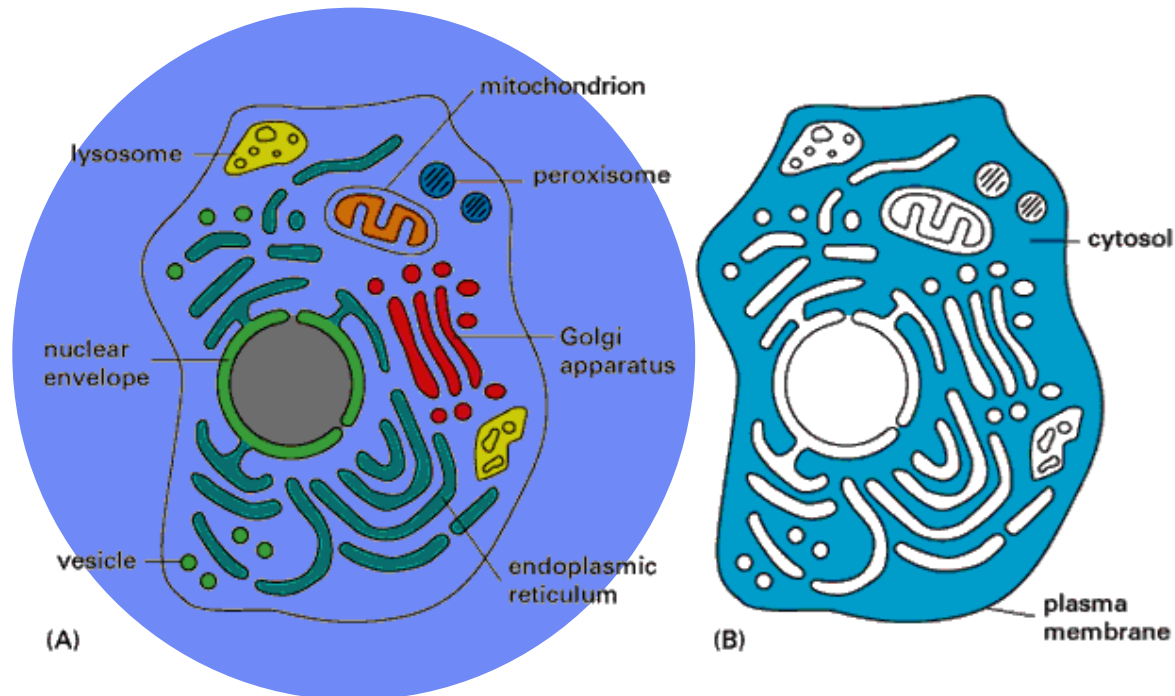 mitochondrion
lysosome
peroxisome
cytosol
nuclear
envelope
Golgi
apparatus
vesicle
endoplasmic
reticulum
plasma
membrane
(A)
(B)